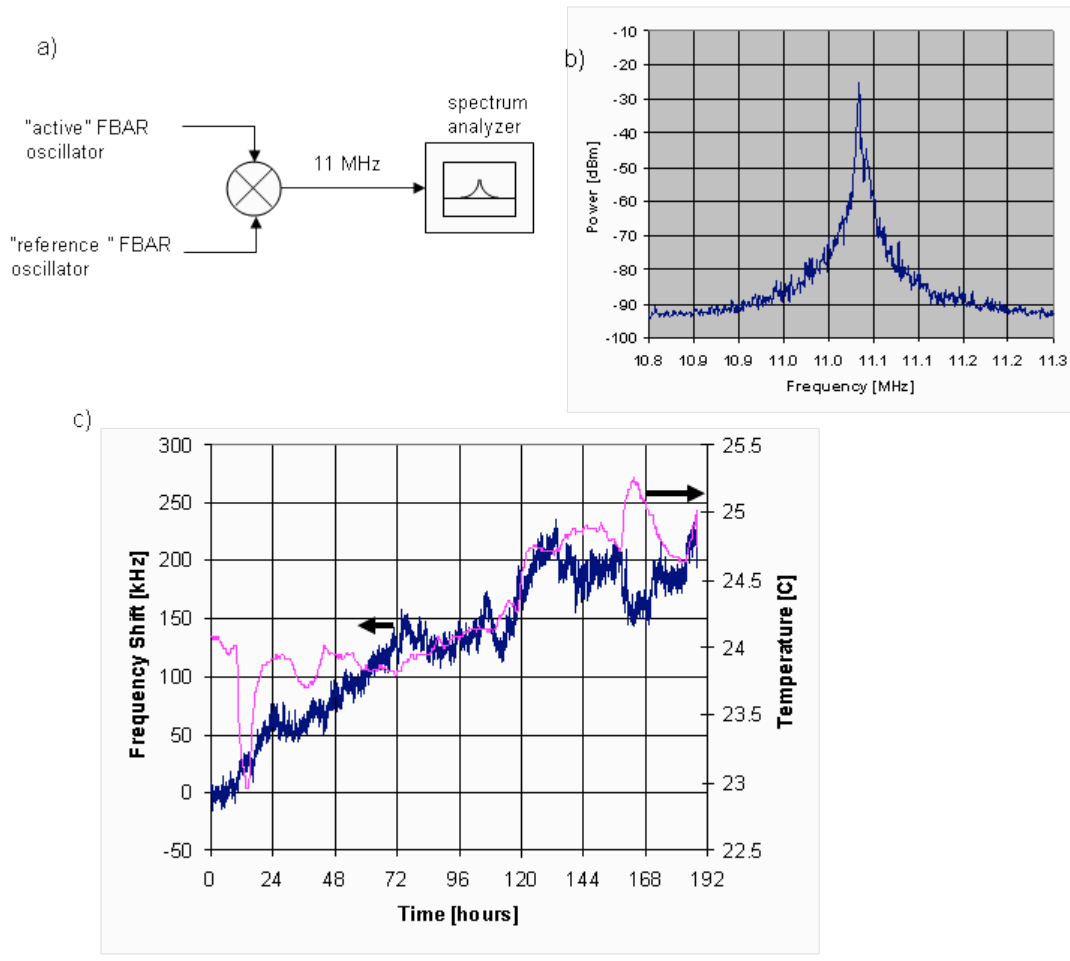 a)
"active" FBAR
oscillator
11 MHz
spectrum
analyzer
"reference " FBAR
oscillator
b)
Power [dBm]
-10
-20
-30
-40
-50
-60
-70
-80
-90
-100
10.8 10.9 10.9 11.0 11.0 11.1 11.1 11.2 11.2 11.3
Frequency [MHz]
c)
Frequency Shift [kHz]
300
250
200
150
100
50
0
-50
25.5
25
24.5
24
23.5
23
22.5
Temperature [C]
0 24 48 72 96 120 144 168 192
Time [hours]